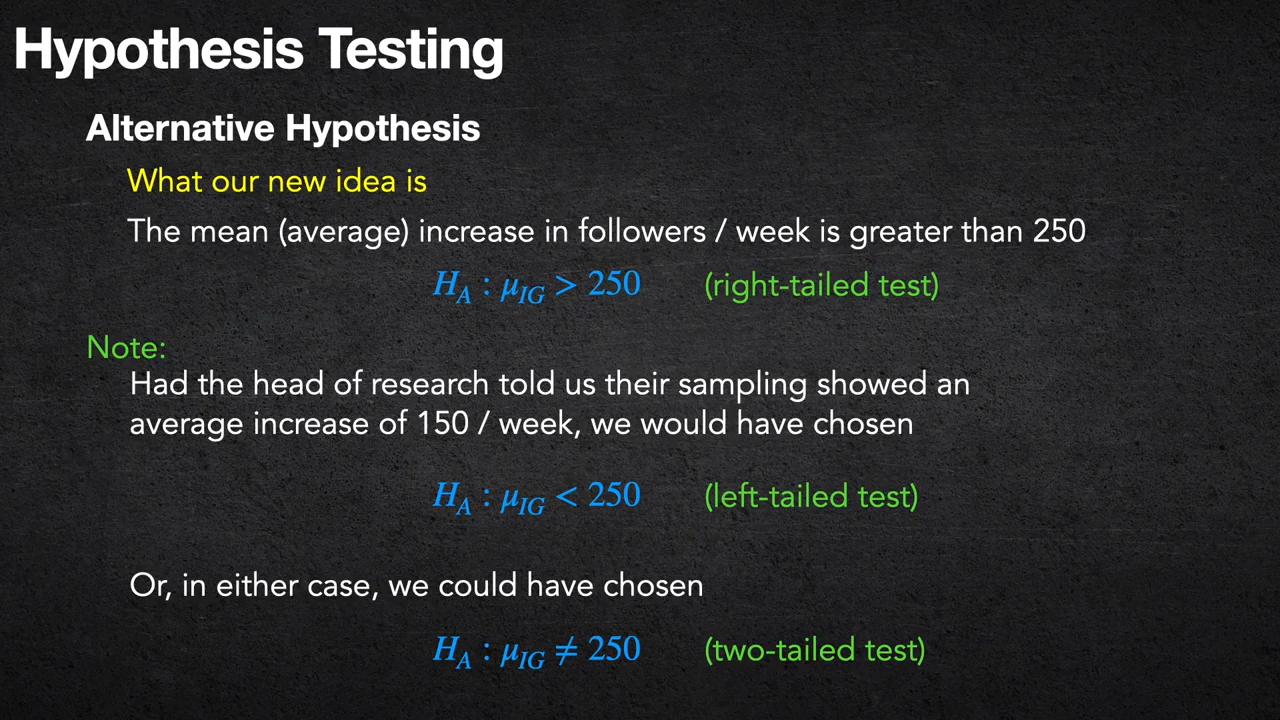 Hypothesis Testing
Alternative Hypothesis
What our new idea is
The mean (average) increase in followers / week is greater than 250
H_A : μ_IG > 250 (right-tailed test)
Note:
Had the head of research told us their sampling showed an
average increase of 150 / week, we would have chosen
H_A : μ_IG < 250 (left-tailed test)
Or, in either case, we could have chosen
H_A : μ_IG ≠ 250 (two-tailed test)